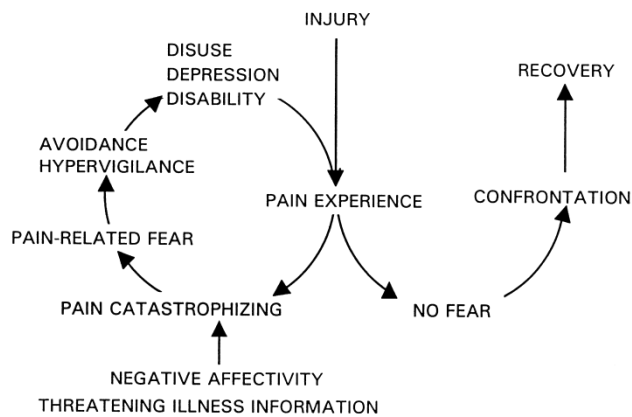 INJURY
DISUSE
DEPRESSION
DISABILITY
RECOVERY
AVOIDANCE
HYPERVIGILANCE
PAIN EXPERIENCE
CONFRONTATION
PAIN-RELATED FEAR
PAIN CATASTROPHIZING
NO FEAR
NEGATIVE AFFECTIVITY
THREATENING ILLNESS INFORMATION